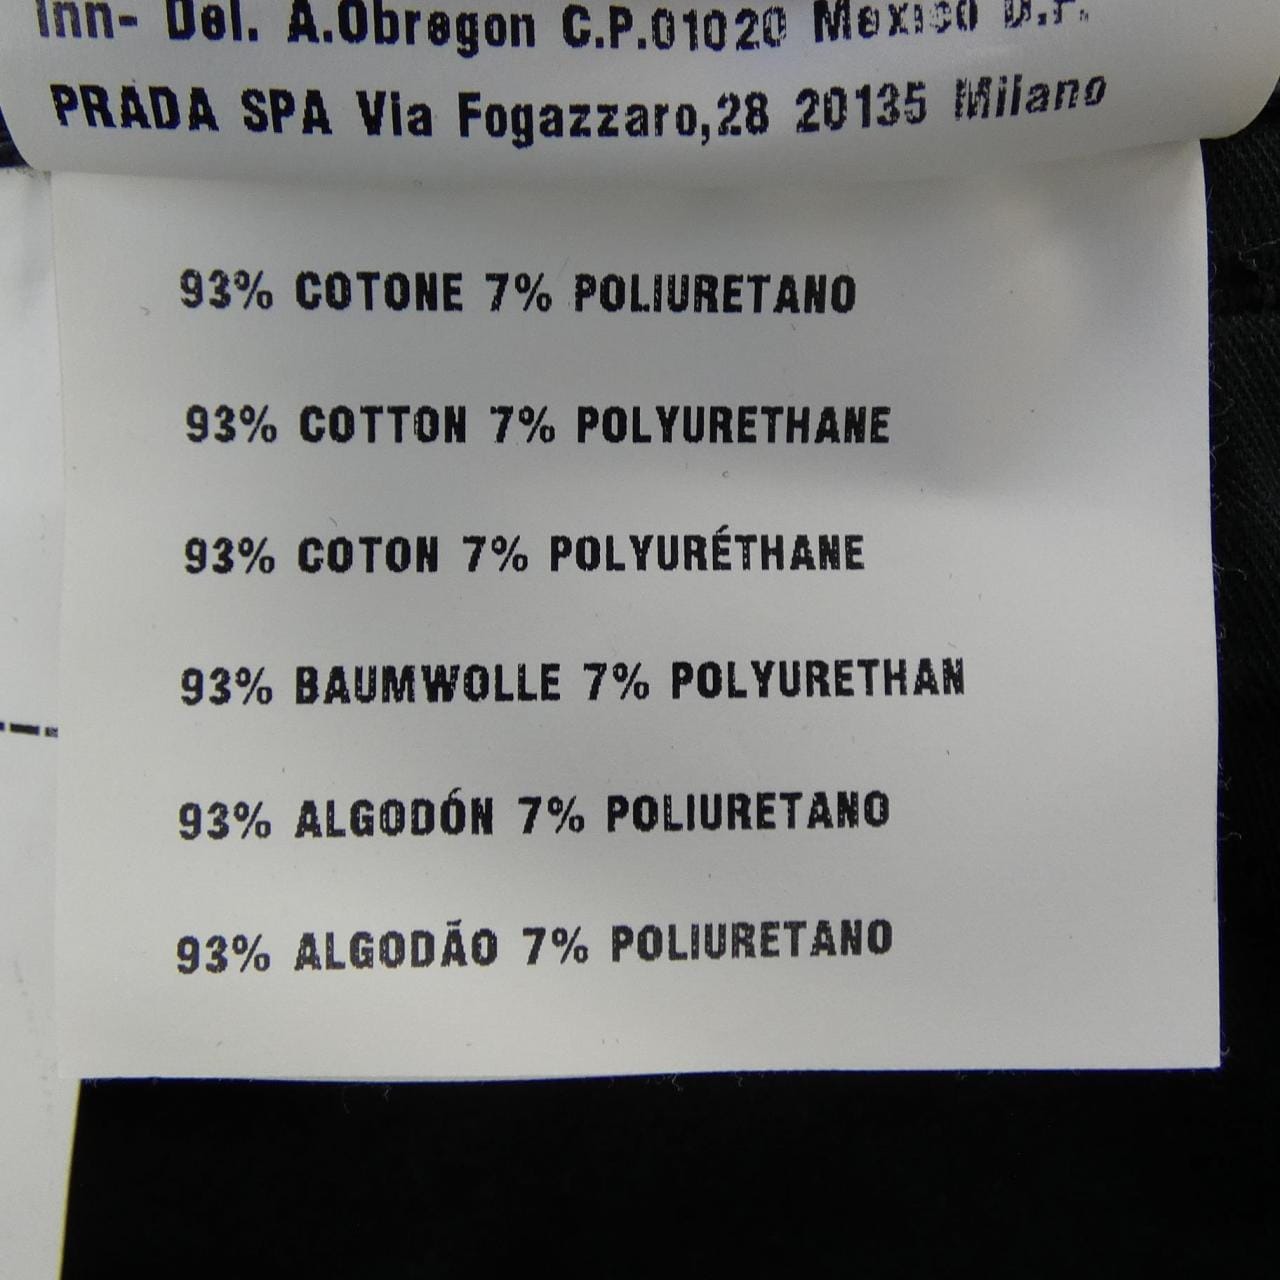 Inn- Del. A.Obregon C.P.01020 Mexico D.F.
PRADA SPA Via Fogazzaro,28 20135 Milano
93% COTONE 7% POLIURETANO
93% COTTON 7% POLYURETHANE
93% COTON 7% POLYURÉTHANE
93% BAUMWOLLE 7% POLYURETHAN
93% ALGODÓN 7% POLIURETANO
93% ALGODÃO 7% POLIURETANO